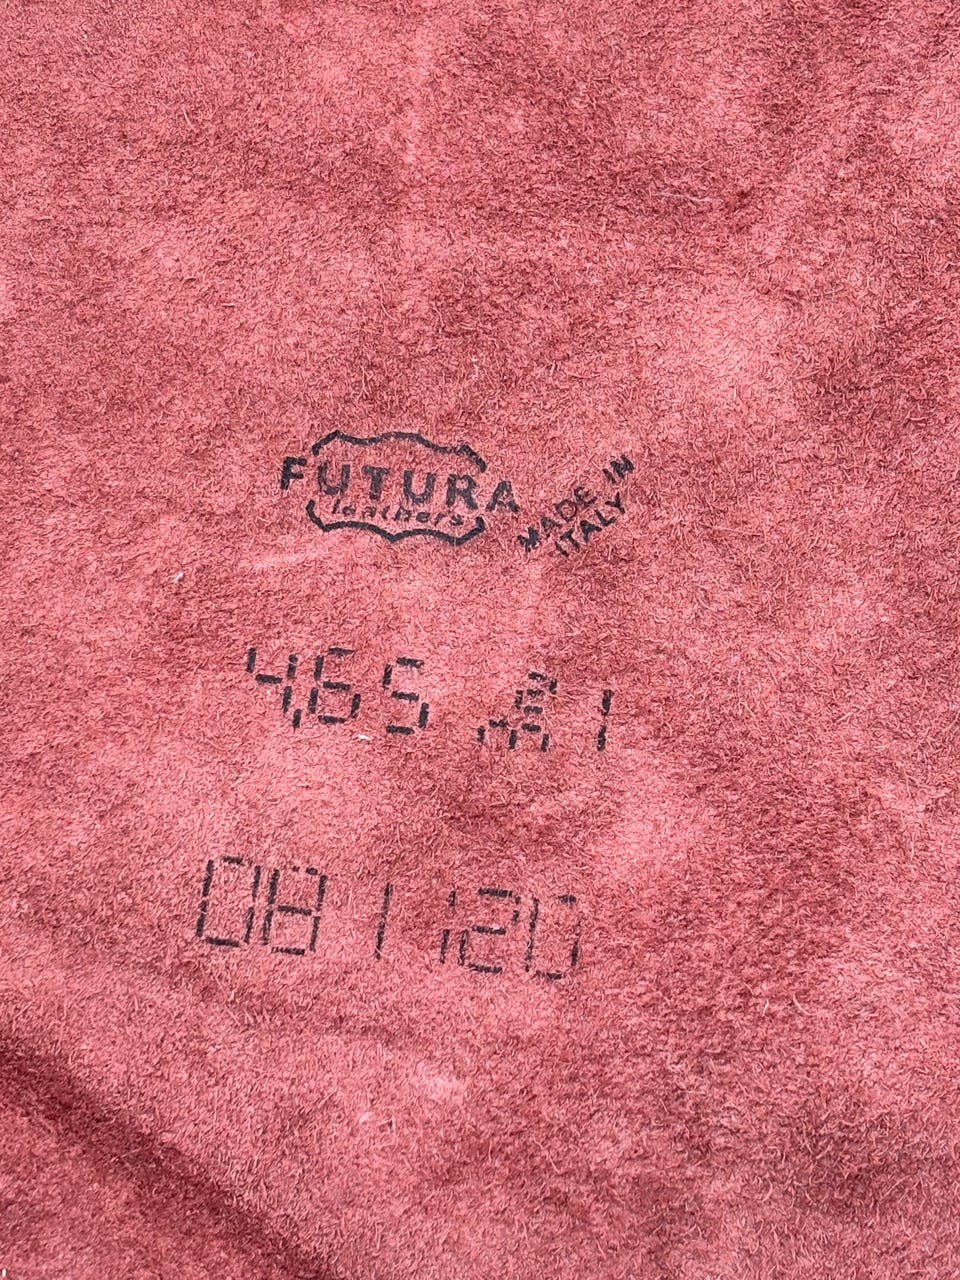 FUTURA
leathers
MADE IN
ITALY
4,65
081120